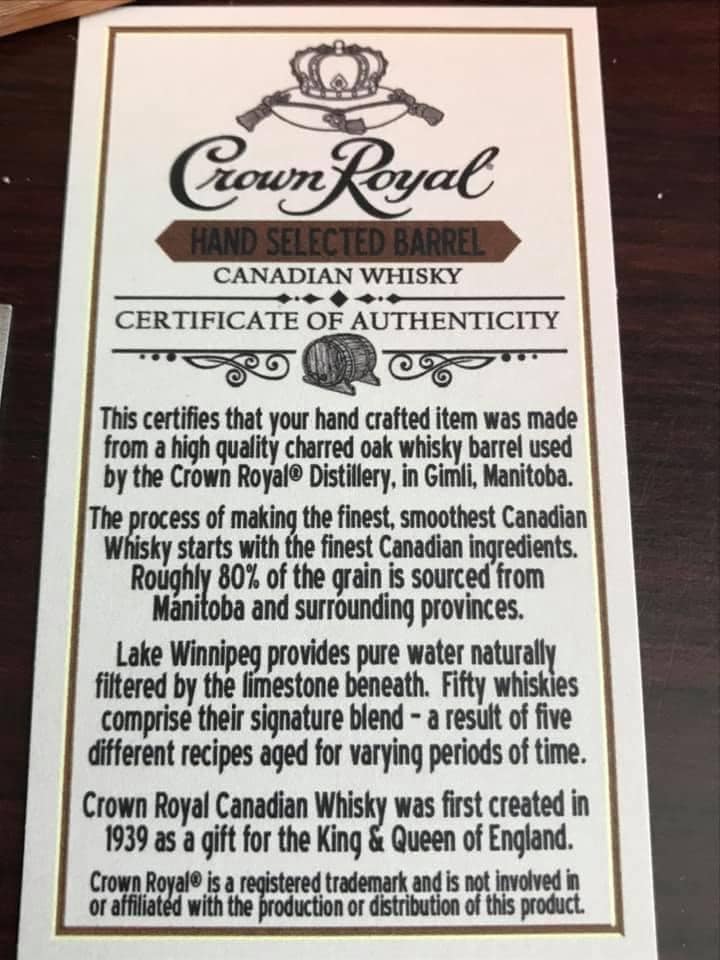 Crown Royal
HAND SELECTED BARREL
CANADIAN WHISKY
CERTIFICATE OF AUTHENTICITY
This certifies that your hand crafted item was made
from a high quality charred oak whisky barrel used
by the Crown Royal® Distillery, in Gimli, Manitoba.
The process of making the finest, smoothest Canadian
Whisky starts with the finest Canadian ingredients.
Roughly 80% of the grain is sourced from
Manitoba and surrounding provinces.
Lake Winnipeg provides pure water naturally
filtered by the limestone beneath. Fifty whiskies
comprise their signature blend - a result of five
different recipes aged for varying periods of time.
Crown Royal Canadian Whisky was first created in
1939 as a gift for the King & Queen of England.
Crown Royal® is a registered trademark and is not involved in
or affiliated with the production or distribution of this product.